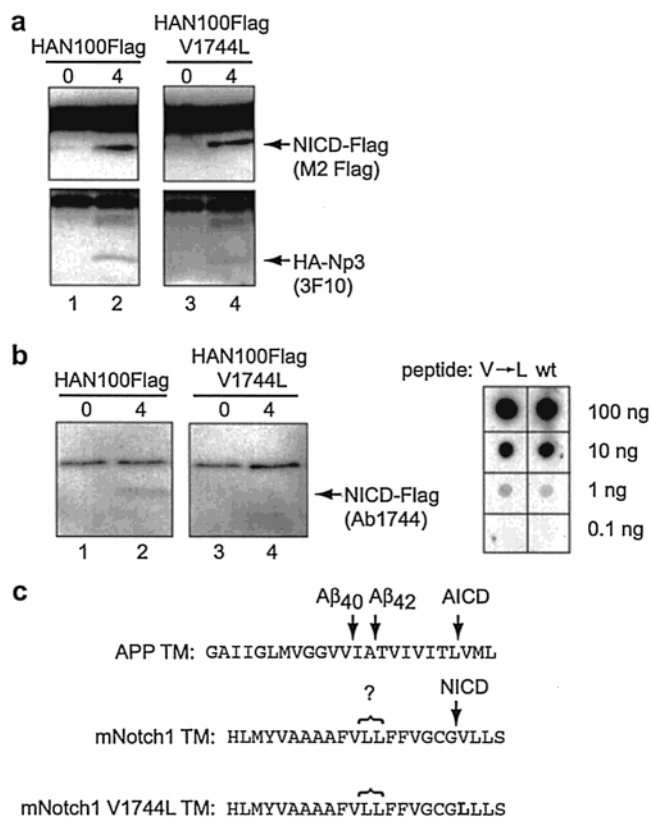 a
HAN100Flag
HAN100Flag
V1744L
0 4 0 4
NICD-Flag
(M2 Flag)
HA-Np3
(3F10)
1 2 3 4
b
HAN100Flag
HAN100Flag
V1744L
0 4 0 4
NICD-Flag
(Ab1744)
1 2 3 4
peptide: V→L wt
100 ng
10 ng
1 ng
0.1 ng
c
Aβ40 Aβ42 AICD
APP TM: GAIIGLMVGGVVIATVIVITLVML
? NICD
mNotch1 TM: HLMYVAAAAFVLLFFVGCGVLLS
mNotch1 V1744L TM: HLMYVAAAAFVLLFFVGCGLLLS